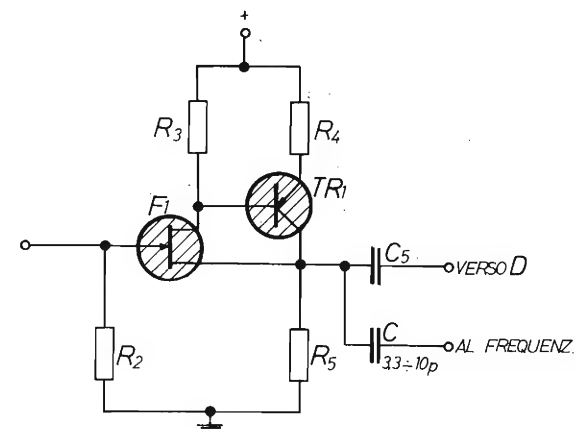 +
R3
R4
TR1
F1
R2
R5
C5
VERSO D
C
3,3÷10p
AL FREQUENZ.